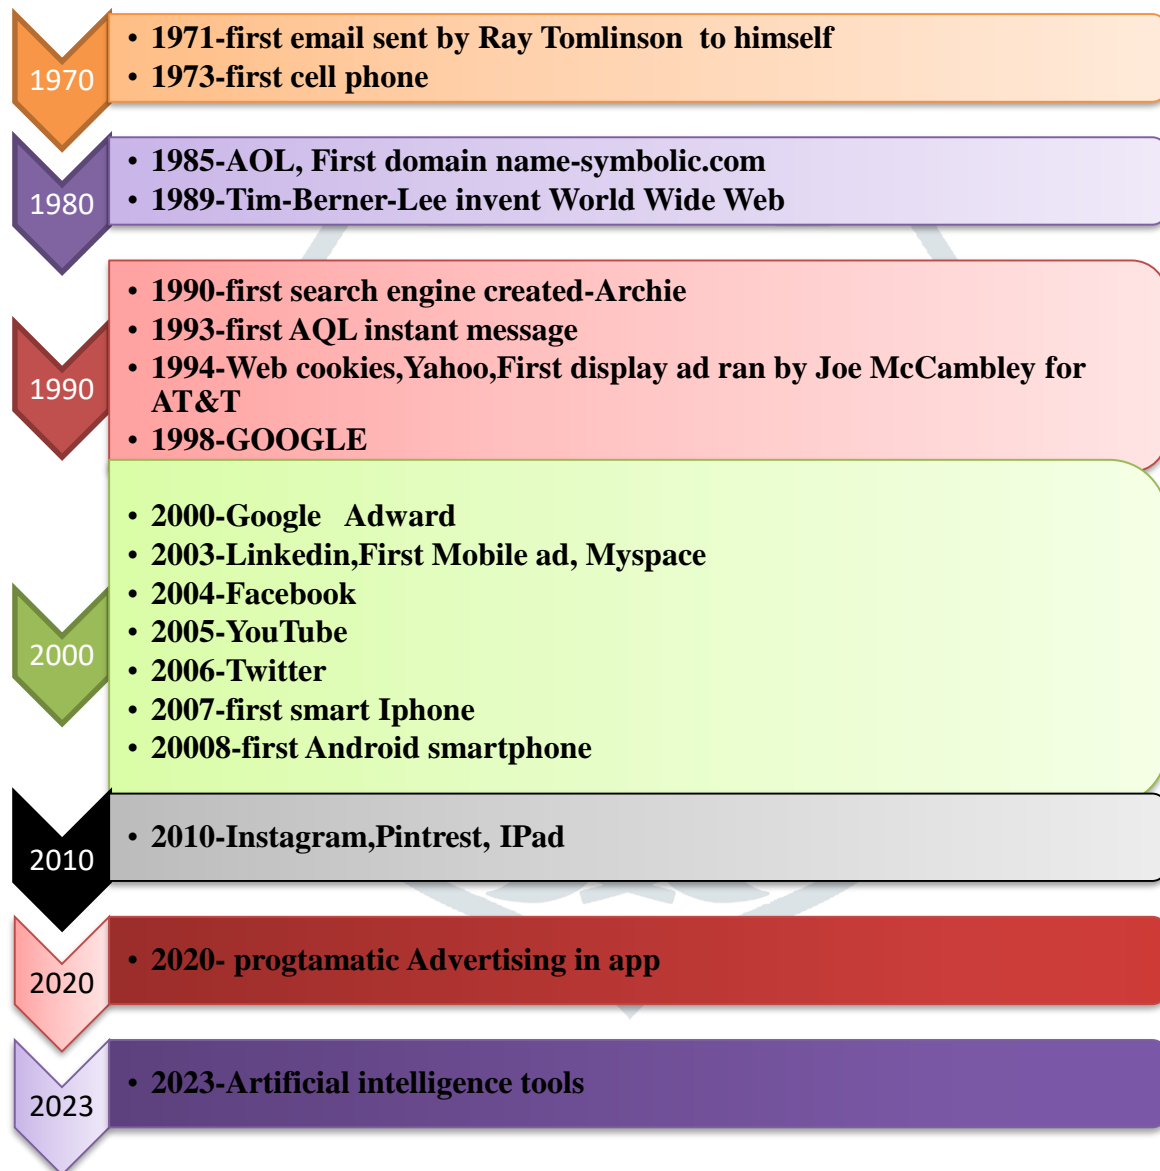 1970
• 1971-first email sent by Ray Tomlinson to himself
• 1973-first cell phone
1980
• 1985-AOL, First domain name-symbolic.com
• 1989-Tim-Berner-Lee invent World Wide Web
1990
• 1990-first search engine created-Archie
• 1993-first AQL instant message
• 1994-Web cookies,Yahoo,First display ad ran by Joe McCambley for
AT&T
• 1998-GOOGLE
2000
• 2000-Google Adward
• 2003-Linkedin,First Mobile ad, Myspace
• 2004-Facebook
• 2005-YouTube
• 2006-Twitter
• 2007-first smart Iphone
• 20008-first Android smartphone
2010
• 2010-Instagram,Pintrest, IPad
2020
• 2020- progtamatic Advertising in app
2023
• 2023-Artificial intelligence tools